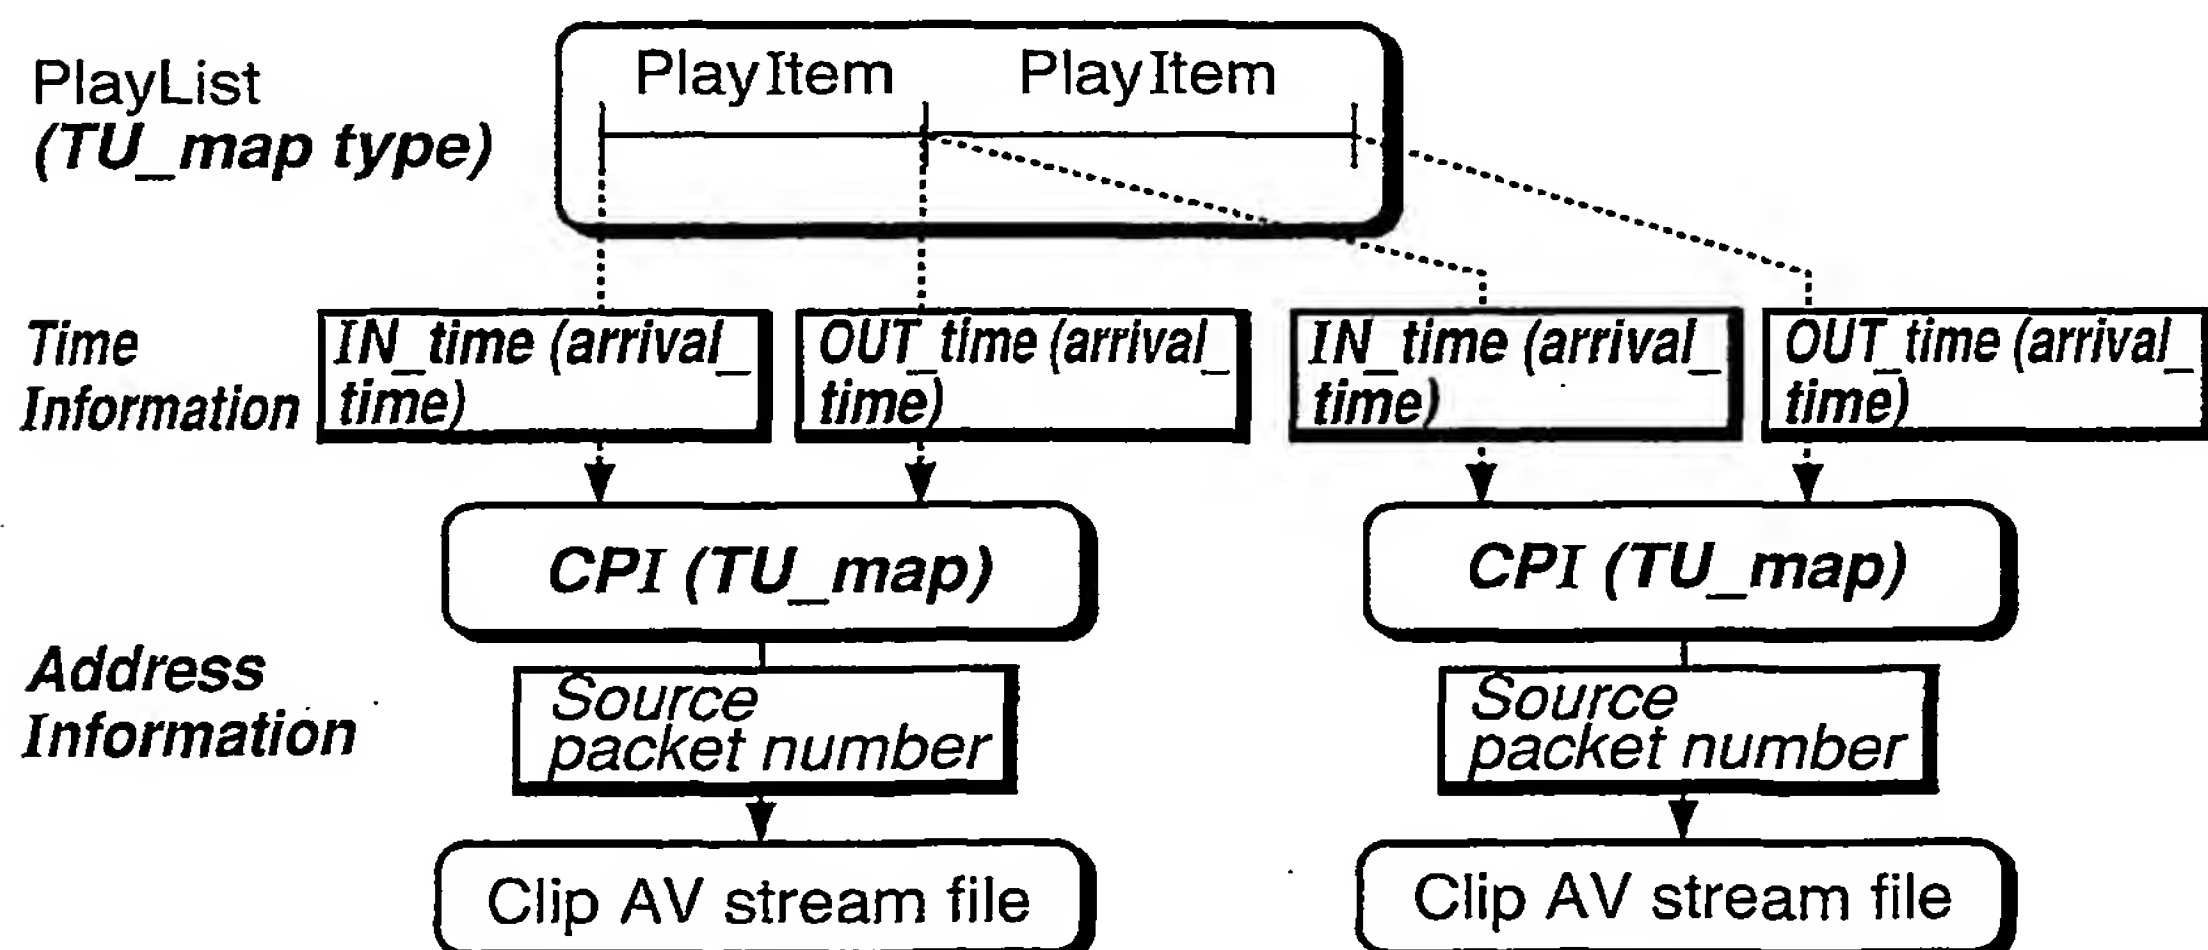 PlayList
(TU_map type)
PlayItem PlayItem
Time
Information
IN_time (arrival_
time)
OUT_time (arrival_
time)
IN_time (arrival_
time)
OUT_time (arrival_
time)
CPI (TU_map)
CPI (TU_map)
Address
Information
Source
packet number
Source
packet number
Clip AV stream file
Clip AV stream file